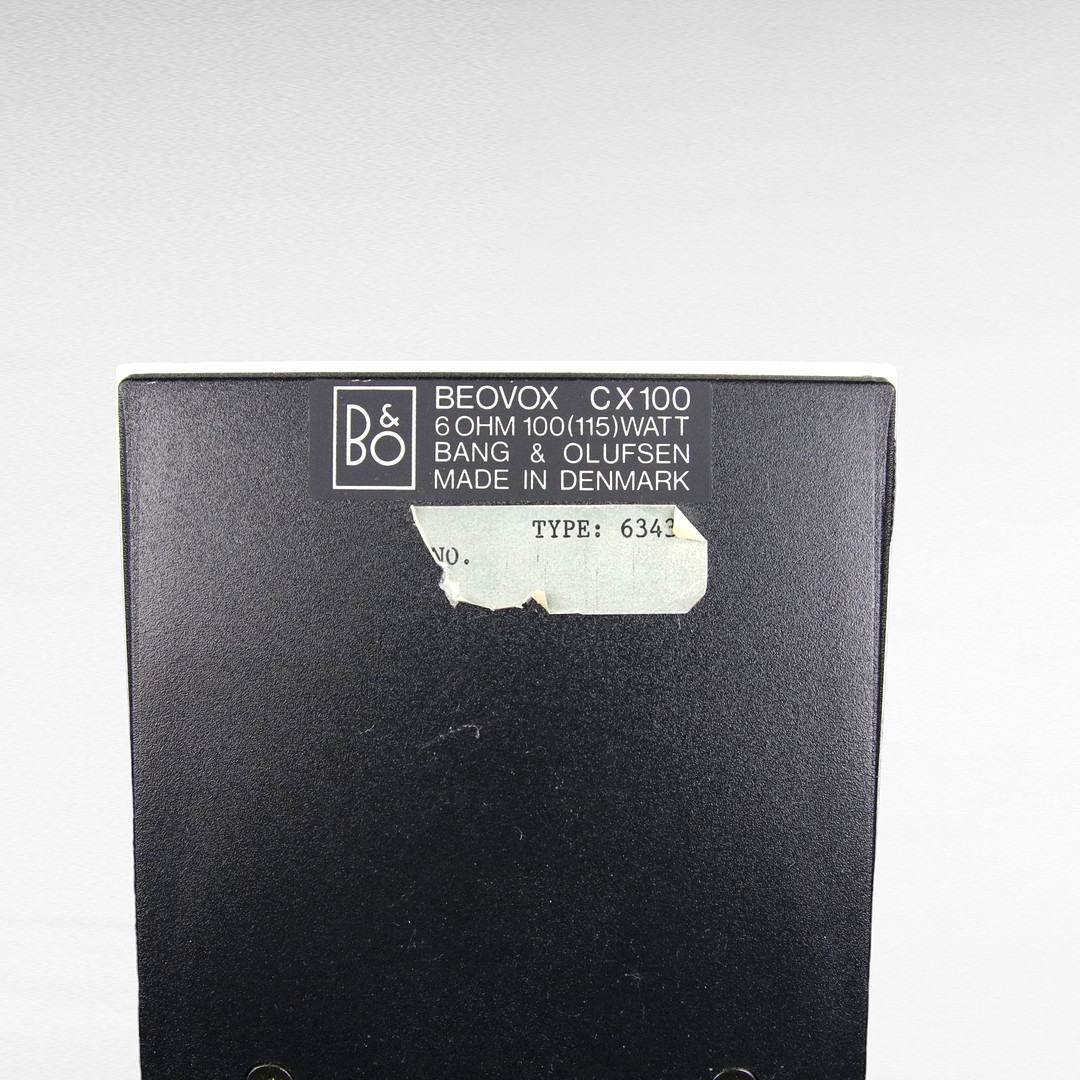 B&O
BEOVOX CX100
6 OHM 100(115)WATT
BANG & OLUFSEN
MADE IN DENMARK
TYPE: 6343
NO.